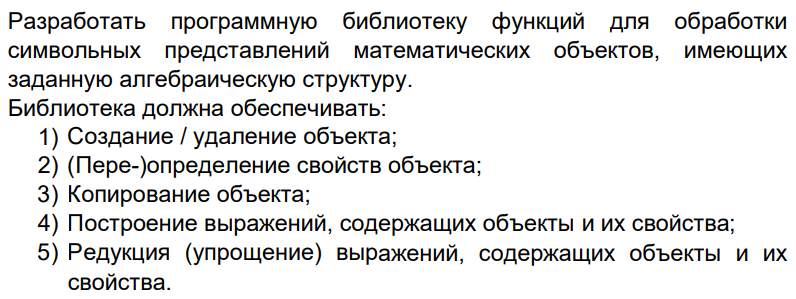 Разработать программную библиотеку функций для обработки
символьных представлений математических объектов, имеющих
заданную алгебраическую структуру.
Библиотека должна обеспечивать:
1) Создание / удаление объекта;
2) (Пере-)определение свойств объекта;
3) Копирование объекта;
4) Построение выражений, содержащих объекты и их свойства;
5) Редукция (упрощение) выражений, содержащих объекты и их
свойства.